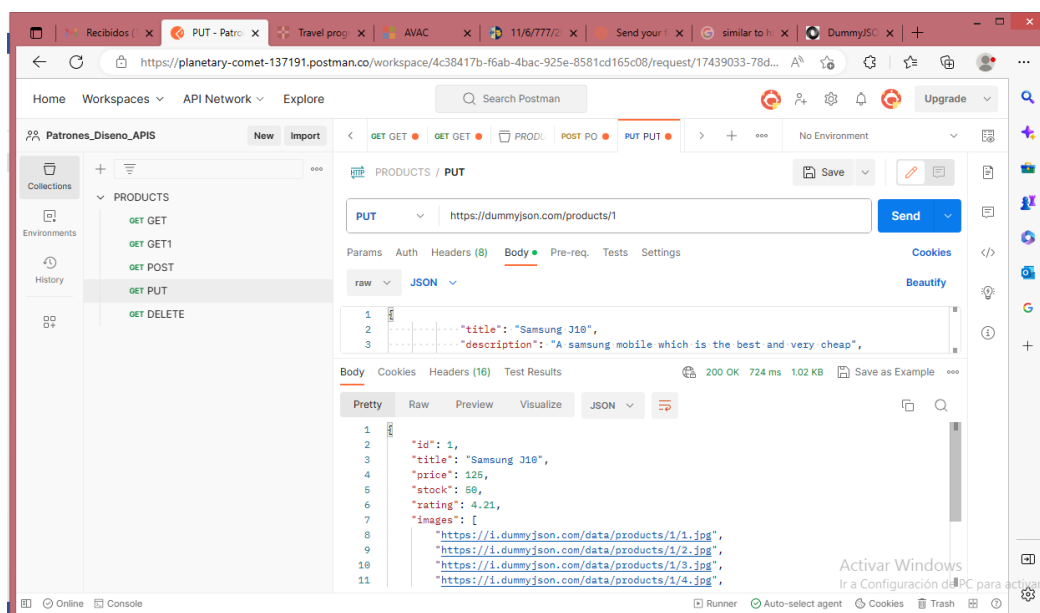 Recibidos (
PUT - Patro
Travel prog
AVAC
11/6/777/2
Send your f
similar to h
DummyJSO
https://planetary-comet-137191.postman.co/workspace/4c38417b-f6ab-4bac-925e-8581cd165c08/request/17439033-78d...
Home Workspaces API Network Explore Search Postman Upgrade
Patrones_Diseno_APIS New Import GET GET GET GET PRODU POST PO PUT PUT No Environment
Collections
Environments
History
PRODUCTS
GET GET
GET GET1
GET POST
GET PUT
GET DELETE
HTTP PRODUCTS / PUT Save
PUT https://dummyjson.com/products/1 Send
Params Auth Headers (8) Body Pre-req. Tests Settings Cookies
raw JSON Beautify
1 {
2 "title": "Samsung J10",
3 "description": "A samsung mobile which is the best and very cheap",
Body Cookies Headers (16) Test Results 200 OK 724 ms 1.02 KB Save as Example
Pretty Raw Preview Visualize JSON
1 {
2 "id": 1,
3 "title": "Samsung J10",
4 "price": 125,
5 "stock": 50,
6 "rating": 4.21,
7 "images": [
8 "https://i.dummyjson.com/data/products/1/1.jpg",
9 "https://i.dummyjson.com/data/products/1/2.jpg",
10 "https://i.dummyjson.com/data/products/1/3.jpg",
11 "https://i.dummyjson.com/data/products/1/4.jpg",
Activar Windows
Ir a Configuración de PC para activar
Online Console Runner Auto-select agent Cookies Trash